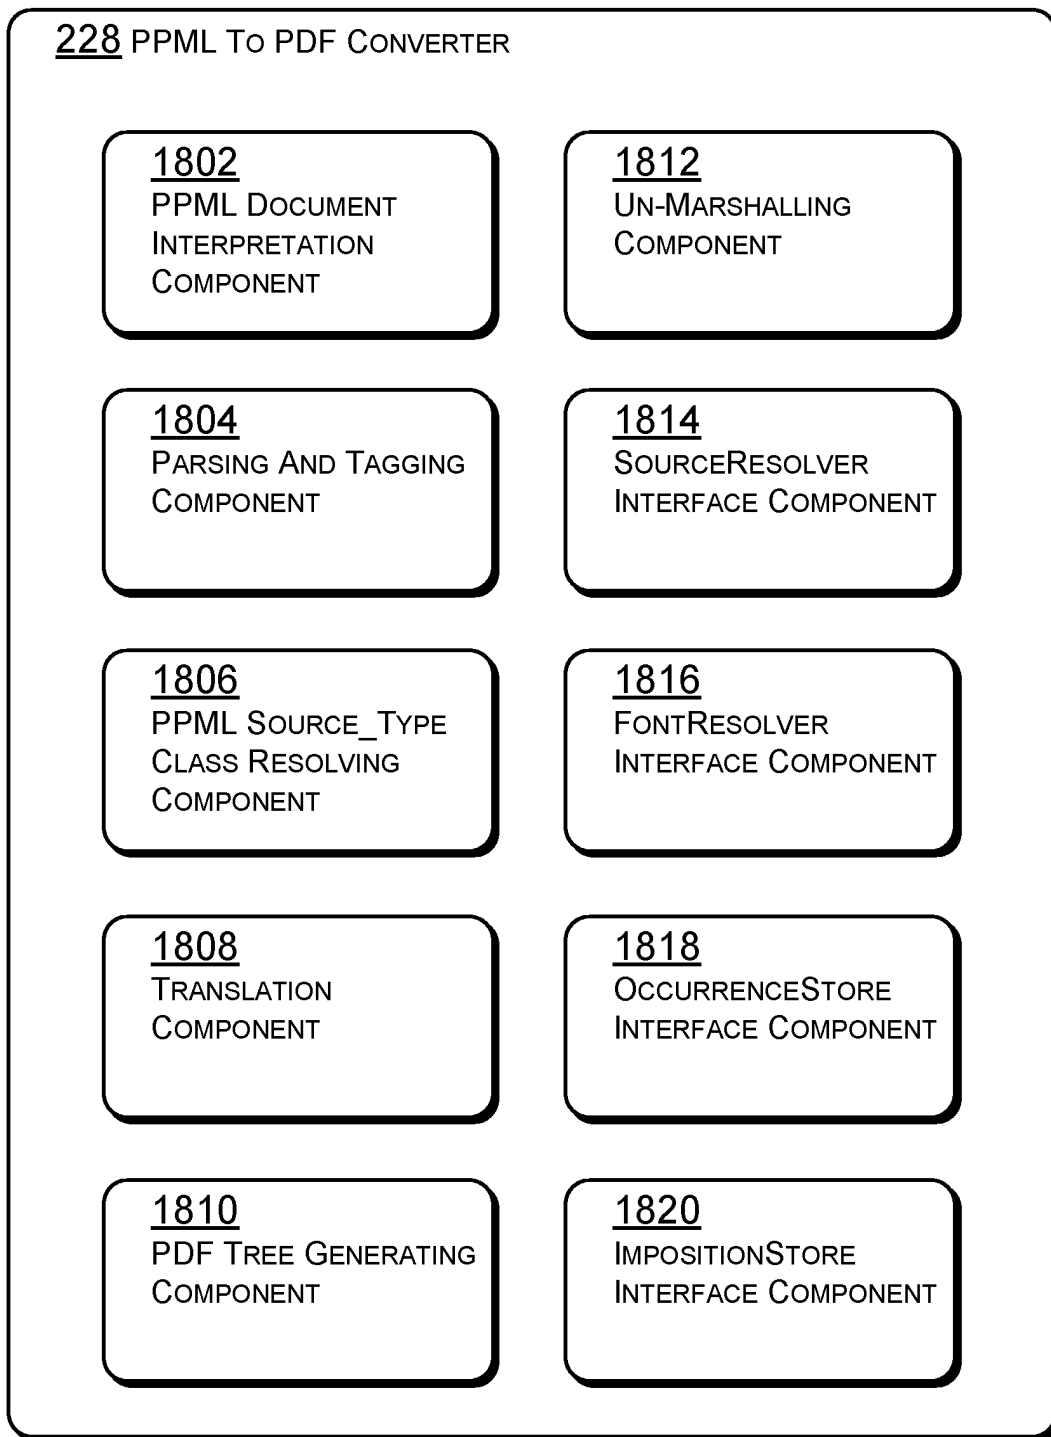 228 PPML TO PDF CONVERTER
1802
PPML DOCUMENT
INTERPRETATION
COMPONENT
1804
PARSING AND TAGGING
COMPONENT
1806
PPML SOURCE_TYPE
CLASS RESOLVING
COMPONENT
1808
TRANSLATION
COMPONENT
1810
PDF TREE GENERATING
COMPONENT
1812
UN-MARSHALLING
COMPONENT
1814
SOURCERESOLVER
INTERFACE COMPONENT
1816
FONTRESOLVER
INTERFACE COMPONENT
1818
OCCURRENCESTORE
INTERFACE COMPONENT
1820
IMPOSITIONSTORE
INTERFACE COMPONENT